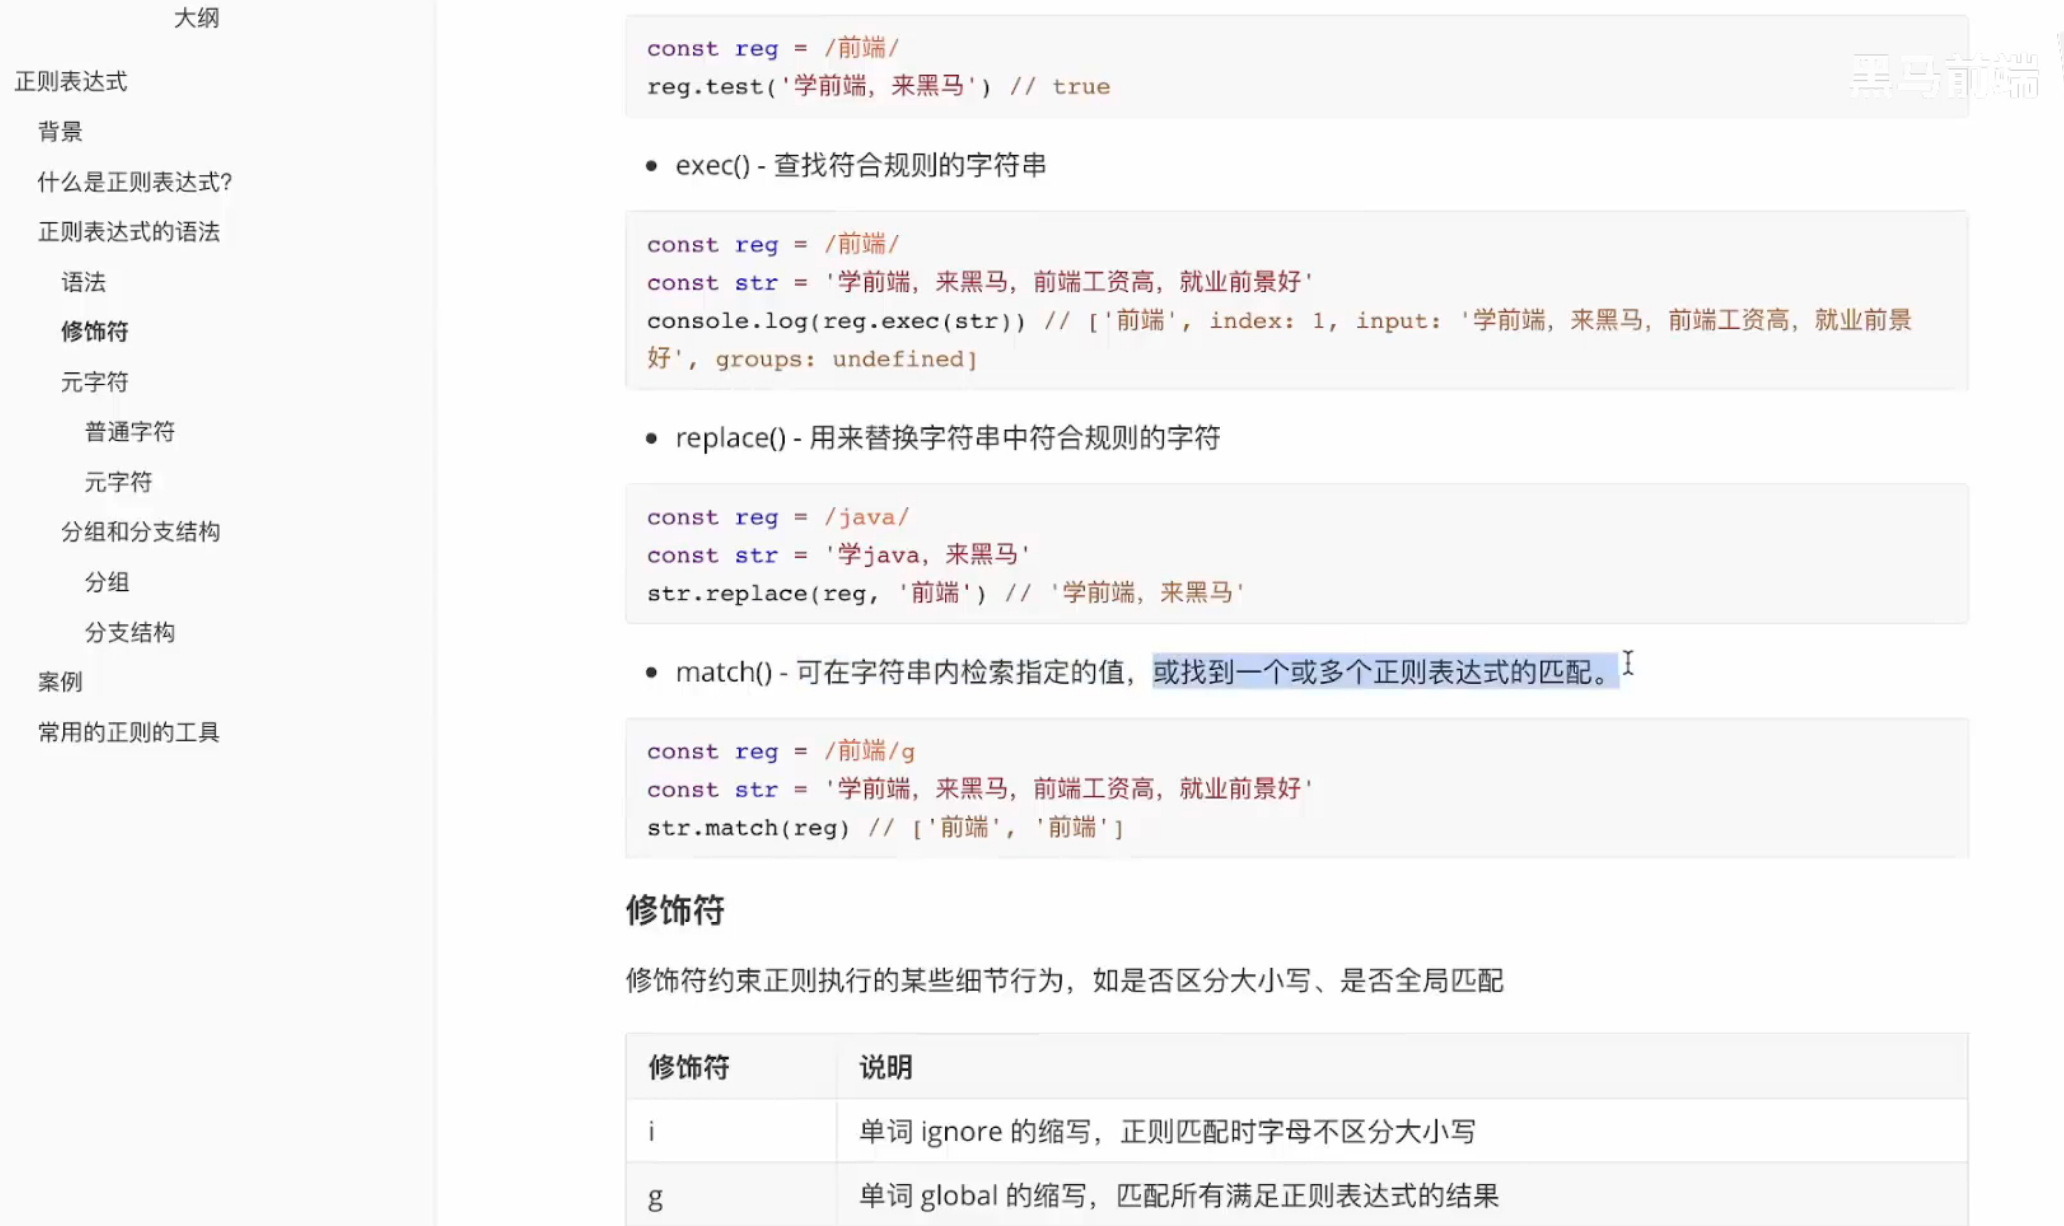 大纲
正则表达式
背景
什么是正则表达式?
正则表达式的语法
语法
修饰符
元字符
普通字符
元字符
分组和分支结构
分组
分支结构
案例
常用的正则的工具
黑马前端
const reg = /前端/
reg.test('学前端，来黑马') // true
• exec() - 查找符合规则的字符串
const reg = /前端/
const str = '学前端，来黑马，前端工资高，就业前景好'
console.log(reg.exec(str)) // ['前端', index: 1, input: '学前端，来黑马，前端工资高，就业前景
好', groups: undefined]
• replace() - 用来替换字符串中符合规则的字符
const reg = /java/
const str = '学java，来黑马'
str.replace(reg, '前端') // '学前端，来黑马'
• match() - 可在字符串内检索指定的值，或找到一个或多个正则表达式的匹配。
const reg = /前端/g
const str = '学前端，来黑马，前端工资高，就业前景好'
str.match(reg) // ['前端', '前端']
修饰符
修饰符约束正则执行的某些细节行为，如是否区分大小写、是否全局匹配
修饰符 说明
i 单词 ignore 的缩写，正则匹配时字母不区分大小写
g 单词 global 的缩写，匹配所有满足正则表达式的结果